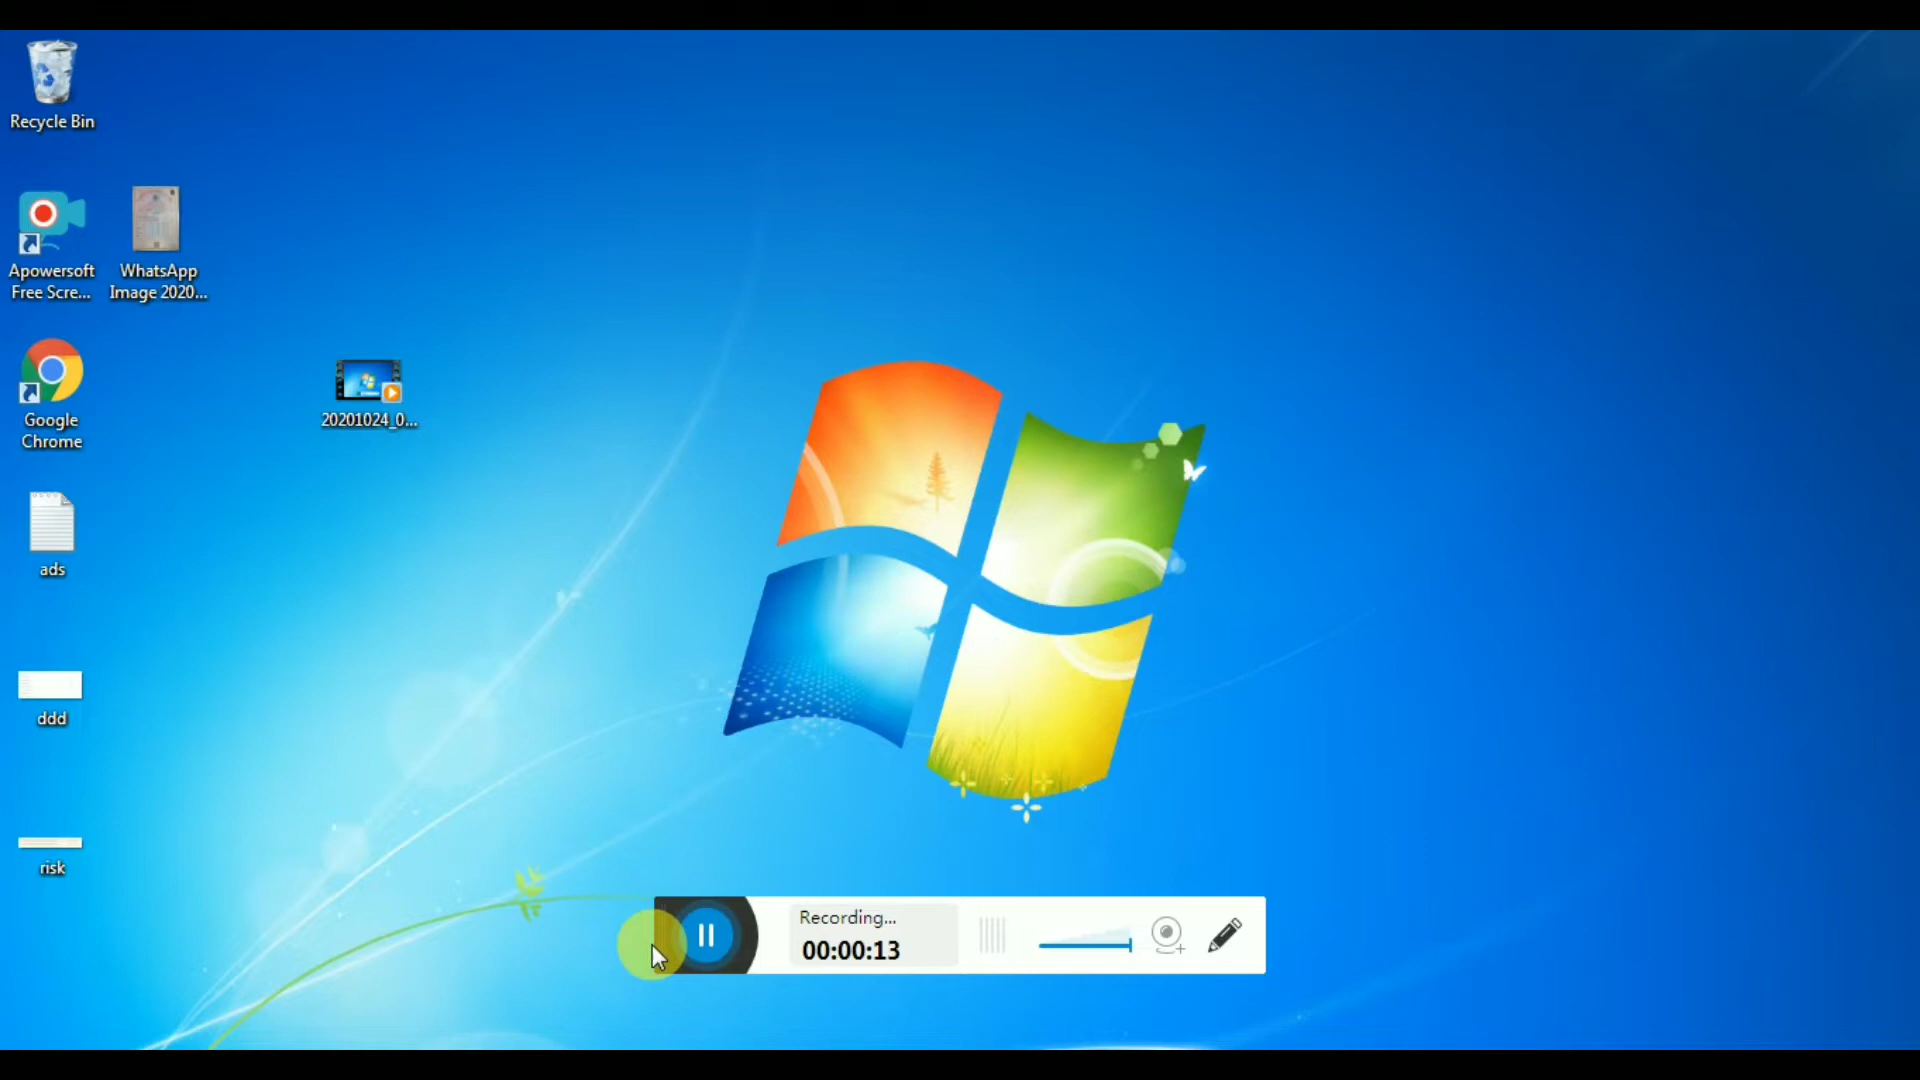 Recycle Bin
Apowersoft
Free Scre...
WhatsApp
Image 2020...
Google
Chrome
20201024_0...
ads
ddd
risk
Recording...
00:00:13